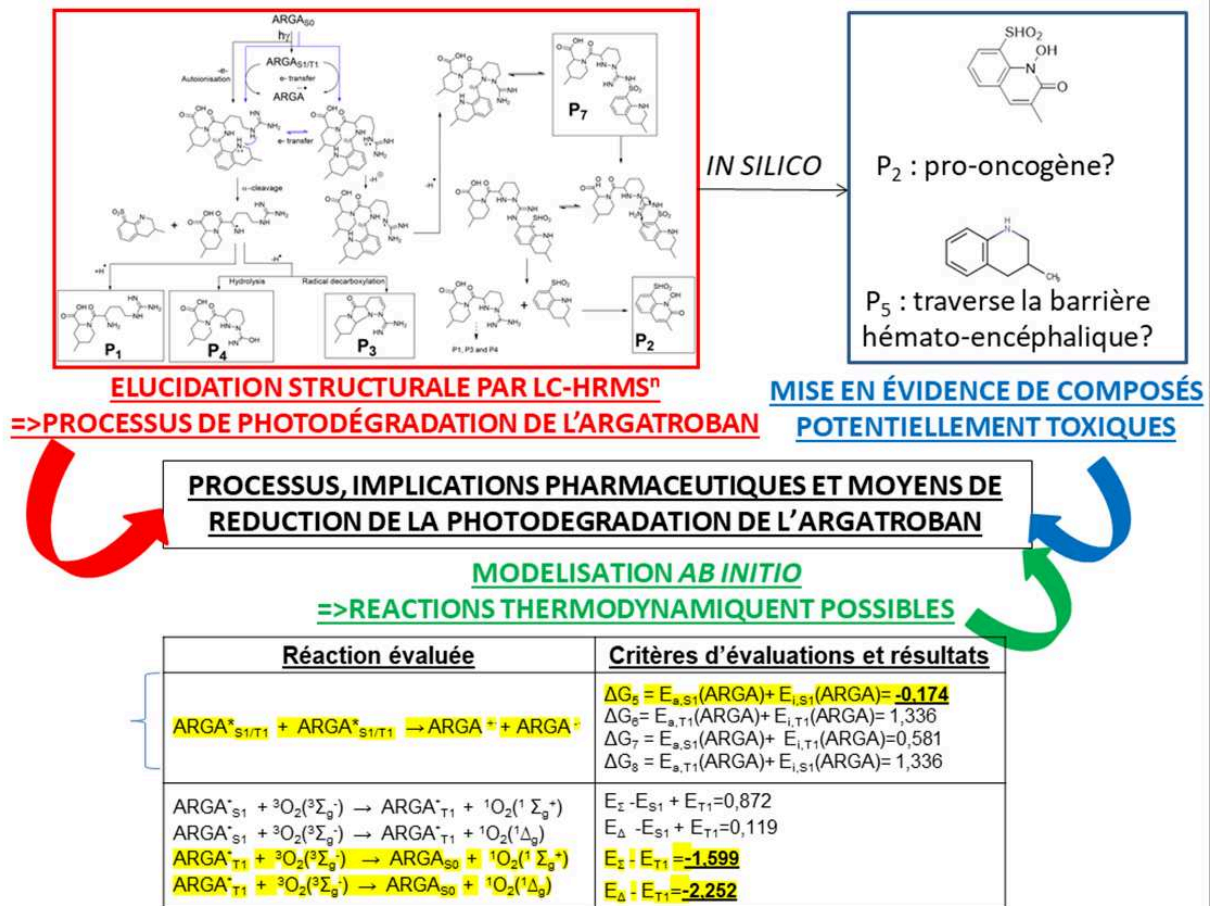 ARGA_S0
hγ
-e-
Autoionisation
ARGA_S1/T1
e- transfer
ARGA
e- transfer
α-cleavage
-H
-H
+H
-H
Hydrolysis
Radical decarboxylation
P1
P4
P3
P1, P3 and P4
P7
P2
IN SILICO
SHO2
OH
N
O
P2 : pro-oncogène?
H
N
CH3
P5 : traverse la barrière
hémato-encéphalique?
ELUCIDATION STRUCTURALE PAR LC-HRMSⁿ
=>PROCESSUS DE PHOTODÉGRADATION DE L'ARGATROBAN
MISE EN ÉVIDENCE DE COMPOSÉS
POTENTIELLEMENT TOXIQUES
PROCESSUS, IMPLICATIONS PHARMACEUTIQUES ET MOYENS DE
REDUCTION DE LA PHOTODEGRADATION DE L'ARGATROBAN
MODELISATION AB INITIO
=>REACTIONS THERMODYNAMIQUENT POSSIBLES
Réaction évaluée
Critères d'évaluations et résultats
ARGA*S1/T1 + ARGA*S1/T1 →ARGA⁺· + ARGA⁻·
ΔG5 = Ea,S1(ARGA)+ Ei,S1(ARGA)= -0,174
ΔG6= Ea,T1(ARGA)+ Ei,T1(ARGA)= 1,336
ΔG7 = Ea,S1(ARGA)+ Ei,T1(ARGA)=0,581
ΔG8 = Ea,T1(ARGA)+ Ei,S1(ARGA)= 1,336
ARGA*S1 + ³O2(³Σg⁻) → ARGA*T1 + ¹O2(¹Σg⁺)
EΣ -ES1 + ET1=0,872
ARGA*S1 + ³O2(³Σg⁻) → ARGA*T1 + ¹O2(¹Δg)
EΔ -ES1 + ET1=0,119
ARGA*T1 + ³O2(³Σg⁻) → ARGAS0 + ¹O2(¹Σg⁺)
EΣ - ET1 =-1,599
ARGA*T1 + ³O2(³Σg⁻) → ARGAS0 + ¹O2(¹Δg)
EΔ - ET1=-2,252